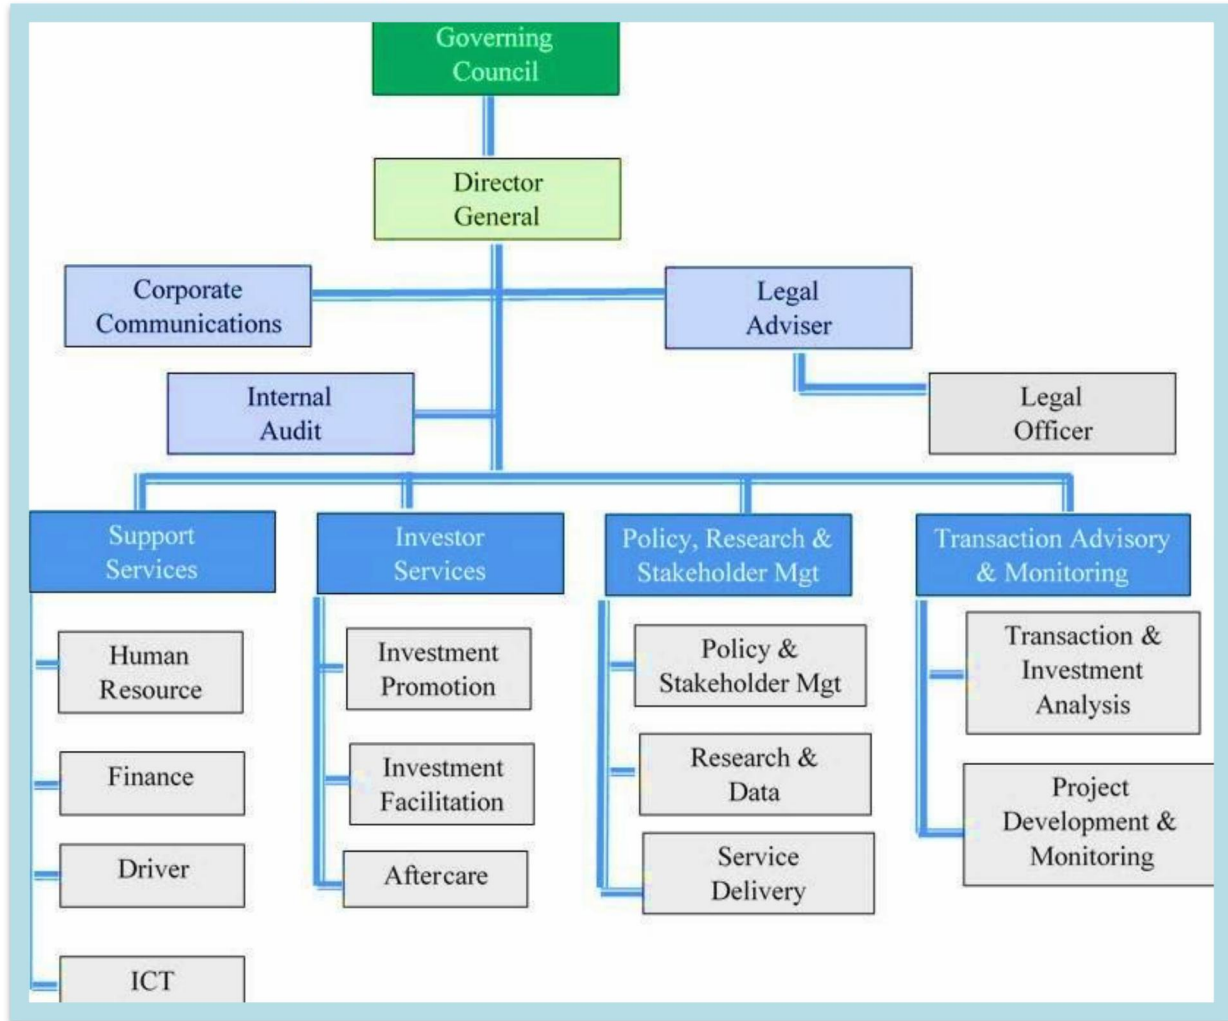 Governing
Council
Director
General
Corporate
Communications
Legal
Adviser
Internal
Audit
Legal
Officer
Support
Services
Investor
Services
Policy, Research &
Stakeholder Mgt
Transaction Advisory
& Monitoring
Human
Resource
Finance
Driver
ICT
Investment
Promotion
Investment
Facilitation
Aftercare
Policy &
Stakeholder Mgt
Research &
Data
Service
Delivery
Transaction &
Investment
Analysis
Project
Development &
Monitoring